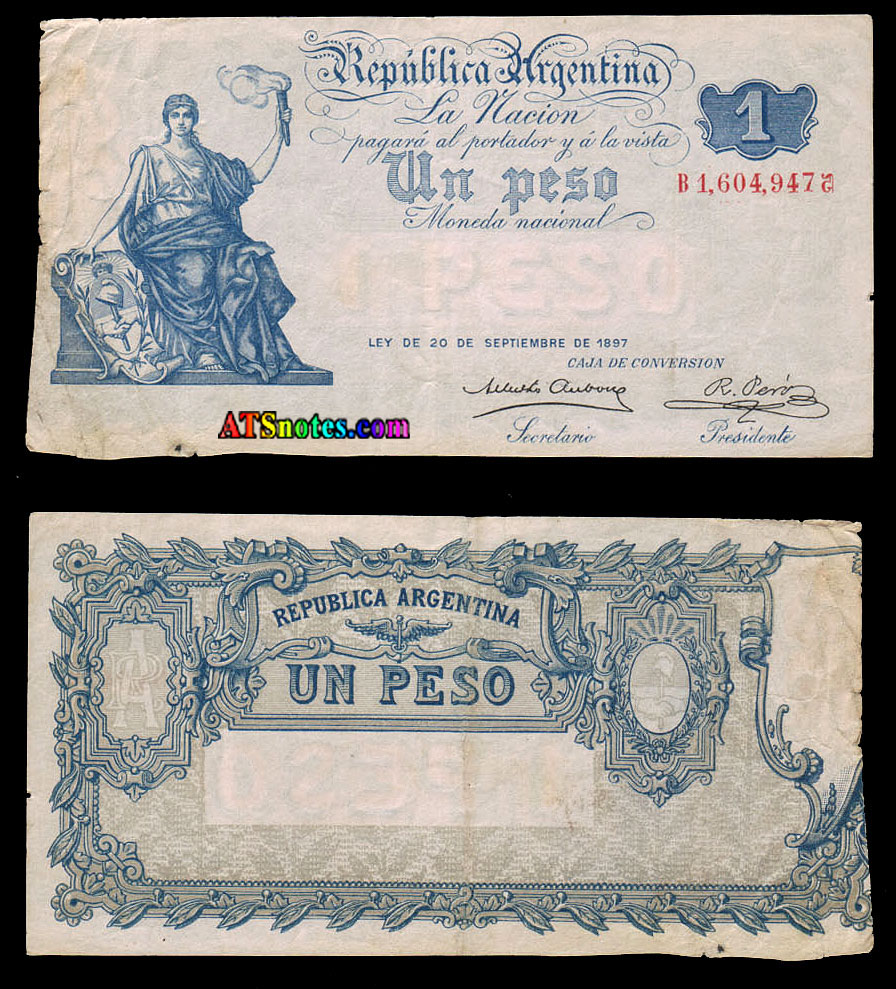 República Argentina
La Nacion
pagará al portador y á la vista
Un peso
Moneda nacional
1
B 1,604,947
1 PESO
LEY DE 20 DE SEPTIEMBRE DE 1897
CAJA DE CONVERSION
R. Peró
Secretario
Presidente
ATSnotes.com
REPUBLICA ARGENTINA
UN PESO